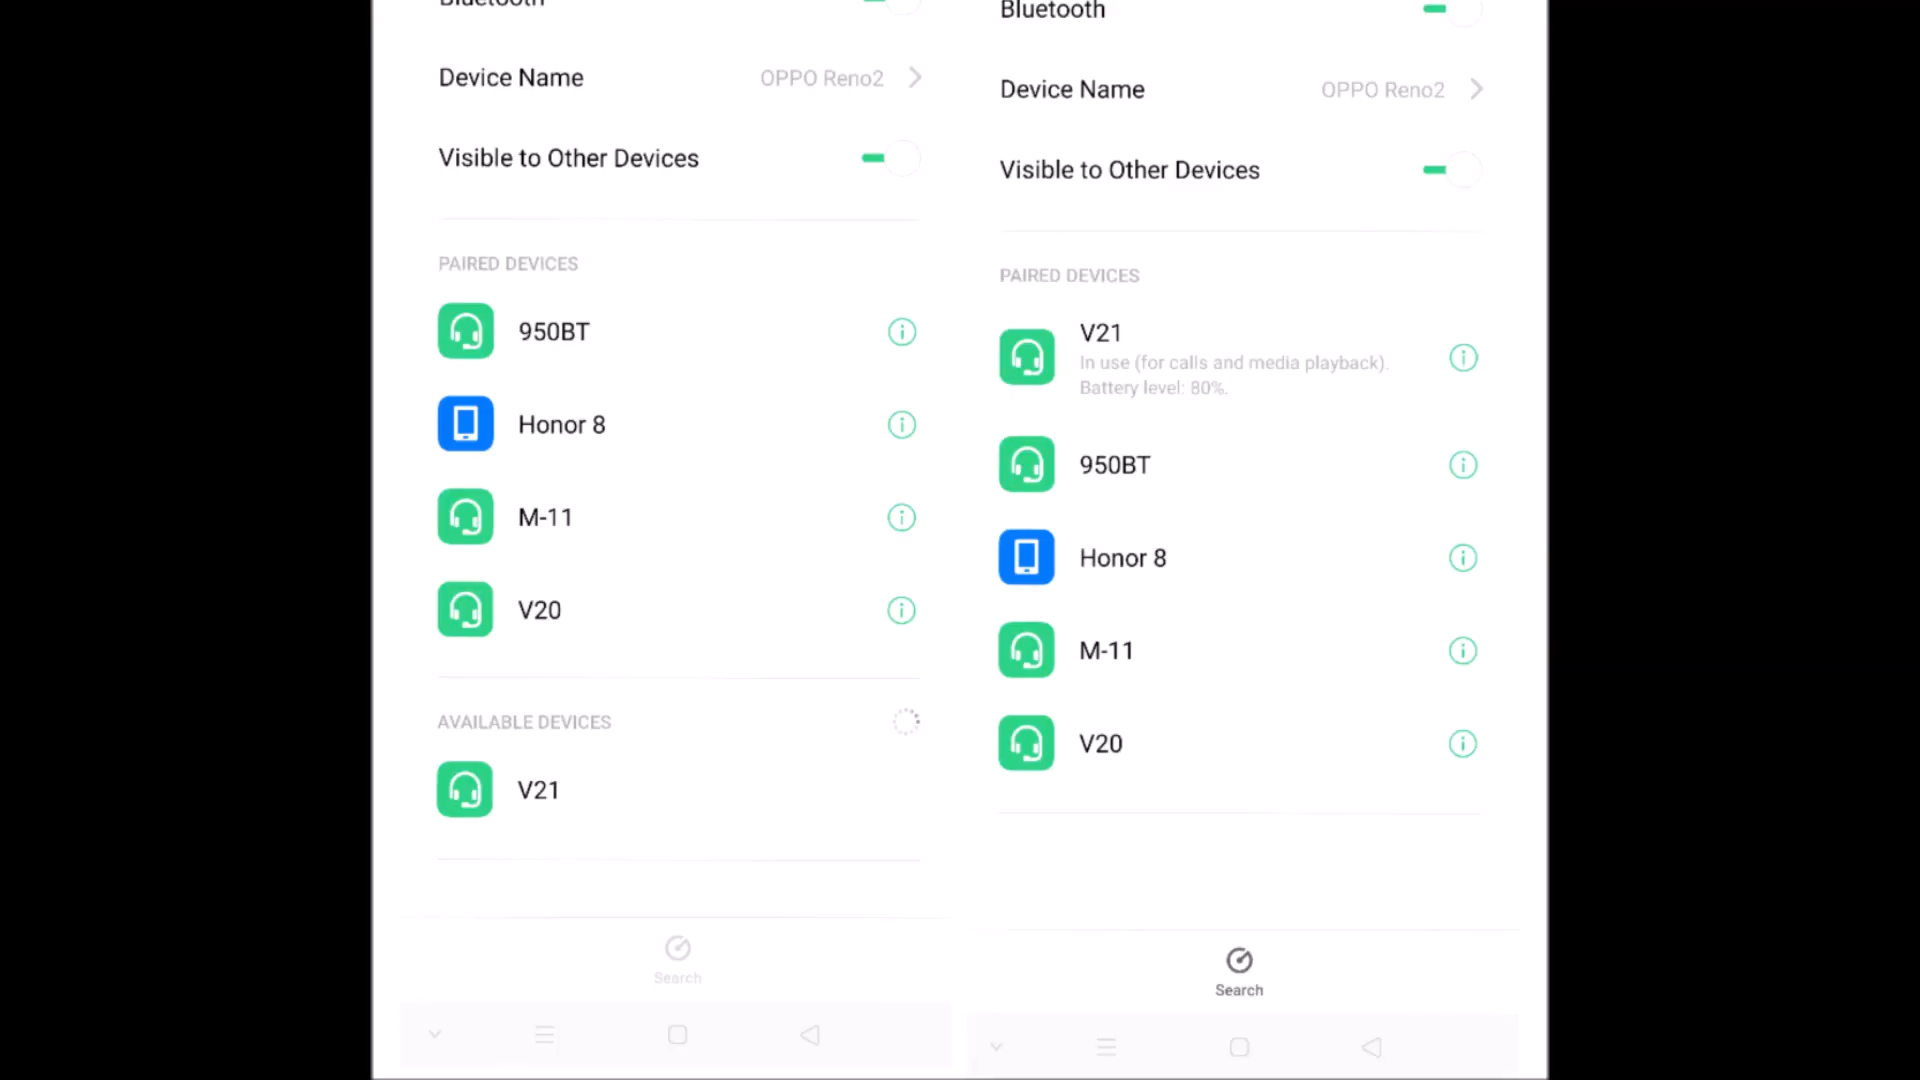 Bluetooth
Device Name
OPPO Reno2
Visible to Other Devices
PAIRED DEVICES
950BT
Honor 8
M-11
V20
AVAILABLE DEVICES
V21
Search
Bluetooth
Device Name
OPPO Reno2
Visible to Other Devices
PAIRED DEVICES
V21
In use (for calls and media playback).
Battery level: 80%.
950BT
Honor 8
M-11
V20
Search